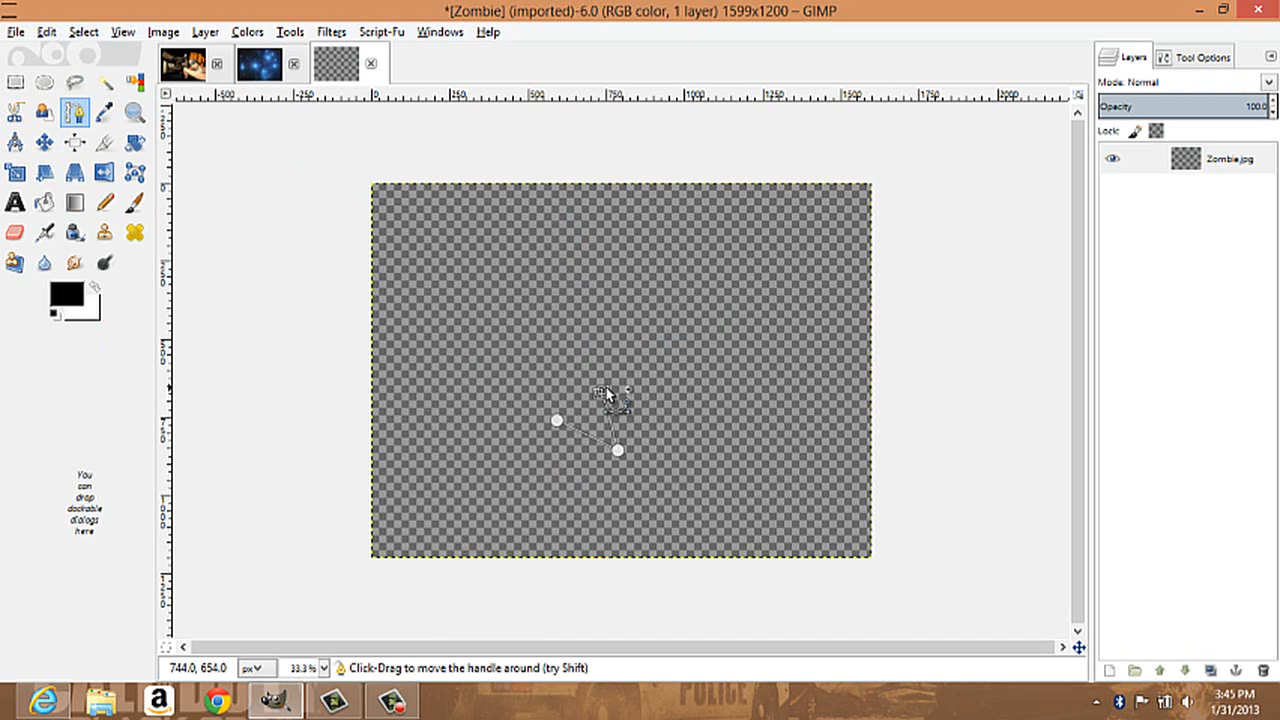 *[Zombie] (imported)-6.0 (RGB color, 1 layer) 1599x1200 – GIMP
File Edit Select View Image Layer Colors Tools Filters Script-Fu Windows Help
Layers Tool Options
Mode: Normal
Opacity 100.0
Lock:
Zombie.jpg
-500 -250 0 250 500 750 1000 1250 1500 1750 2000
You
can
drop
dockable
dialogs
here
744.0, 654.0 px 33.3 % Click-Drag to move the handle around (try Shift)
POLICE
3:45 PM
1/31/2013